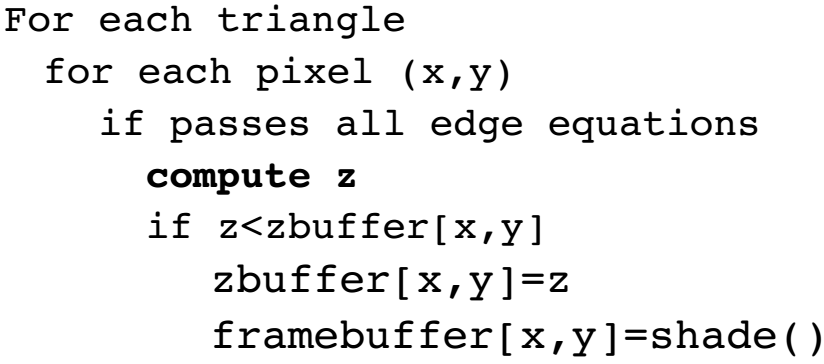 For each triangle
for each pixel (x,y)
if passes all edge equations
compute z
if z<zbuffer[x,y]
zbuffer[x,y]=z
framebuffer[x,y]=shade()